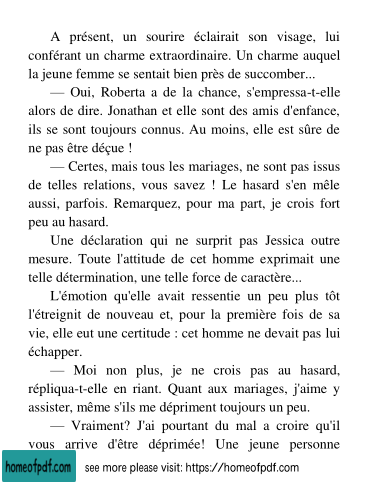 A présent, un sourire éclairait son visage, lui
conférant un charme extraordinaire. Un charme auquel
la jeune femme se sentait bien près de succomber...
— Oui, Roberta a de la chance, s'empressa-t-elle
alors de dire. Jonathan et elle sont des amis d'enfance,
ils se sont toujours connus. Au moins, elle est sûre de
ne pas être déçue !
— Certes, mais tous les mariages, ne sont pas issus
de telles relations, vous savez ! Le hasard s'en mêle
aussi, parfois. Remarquez, pour ma part, je crois fort
peu au hasard.
Une déclaration qui ne surprit pas Jessica outre
mesure. Toute l'attitude de cet homme exprimait une
telle détermination, une telle force de caractère...
L'émotion qu'elle avait ressentie un peu plus tôt
l'étreignit de nouveau et, pour la première fois de sa
vie, elle eut une certitude : cet homme ne devait pas lui
échapper.
— Moi non plus, je ne crois pas au hasard,
répliqua-t-elle en riant. Quant aux mariages, j'aime y
assister, même s'ils me dépriment toujours un peu.
— Vraiment? J'ai pourtant du mal a croire qu'il
vous arrive d'être déprimée! Une jeune personne
homeofpdf.com see more please visit: https://homeofpdf.com